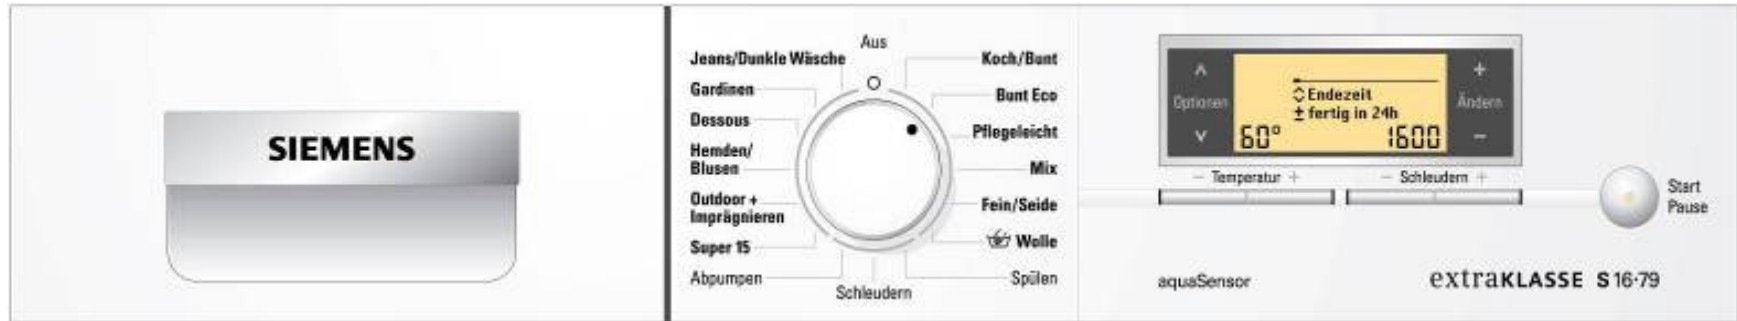 SIEMENS
Aus
Jeans/Dunkle Wäsche
Gardinen
Dessous
Hemden/
Blusen
Outdoor +
Imprägnieren
Super 15
Abpumpen
Schleudern
Koch/Bunt
Bunt Eco
Pflegeleicht
Mix
Fein/Seide
Wolle
Spülen
Optionen
Endezeit
± fertig in 24h
60° 1600
+
Ändern
−
− Temperatur +
− Schleudern +
Start
Pause
aquaSensor
extraKLASSE S 16·79